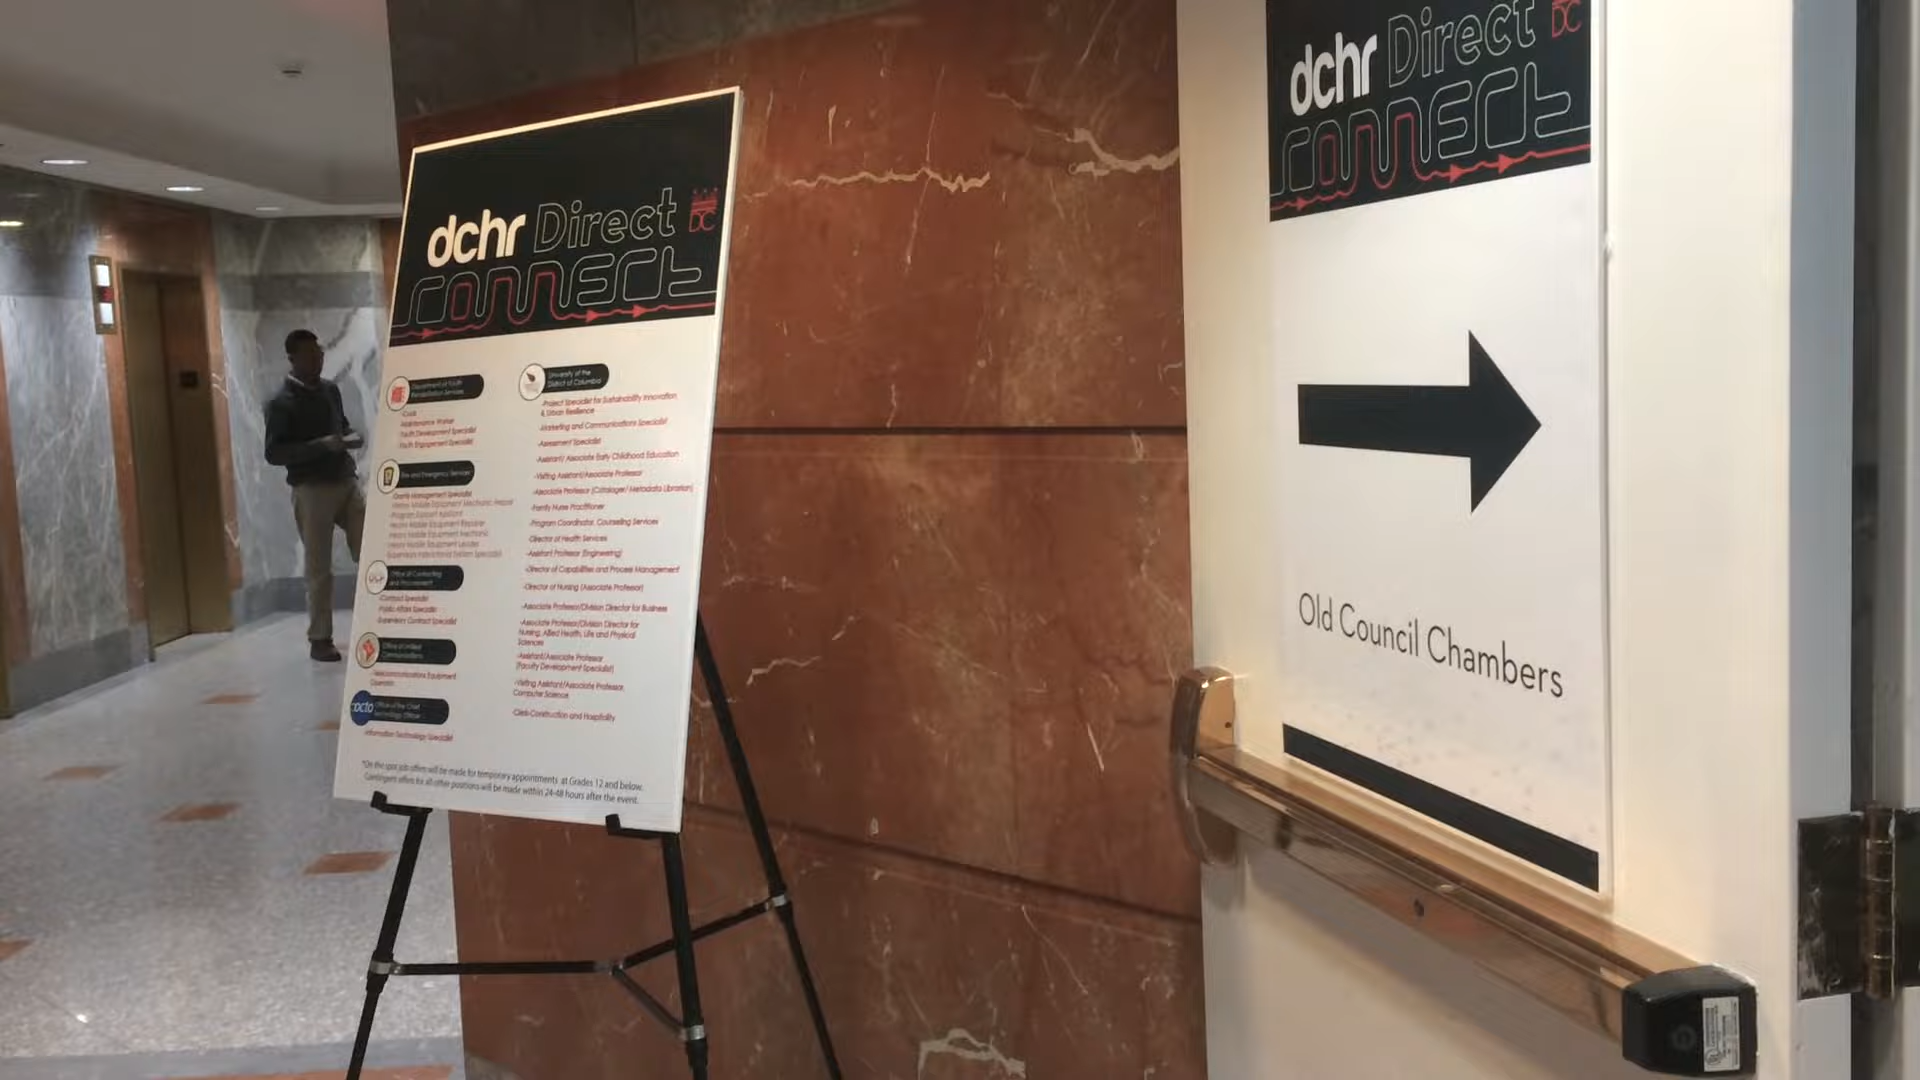 dchr Direct
DC
connect
Department of Youth
Rehabilitation Services
-Cook
-Maintenance Worker
-Youth Development Specialist
-Youth Engagement Specialist
Fire and Emergency Services
-Grants Management Specialist
-Heavy Mobile Equipment Mechanic Helper
-Program Support Assistant
-Heavy Mobile Equipment Repairer
-Heavy Mobile Equipment Mechanic
-Heavy Mobile Equipment Leader
Office of Contracting
and Procurement
-Contract Specialist
-Public Affairs Specialist
-Supervisory Contract Specialist
Office of Unified
Communications
-Telecommunications Equipment
Operator
octo
Office of the Chief
Technology Officer
-Information Technology Specialist
University of the
District of Columbia
-Project Specialist for Sustainability Innovation
& Urban Resilience
-Marketing and Communications Specialist
-Assessment Specialist
-Assistant/ Associate Early Childhood Education
-Visiting Assistant/Associate Professor
-Associate Professor (Cataloger/ Metadata Librarian)
-Family Nurse Practitioner
-Program Coordinator, Counseling Services
-Director of Health Services
-Assistant Professor (Engineering)
-Director of Capabilities and Process Management
-Director of Nursing (Associate Professor)
-Associate Professor/Division Director for Business
-Associate Professor/Division Director for
Nursing, Allied Health, Life and Physical
Sciences
-Assistant/Associate Professor
(Faculty Development Specialist)
-Visiting Assistant/Associate Professor,
Computer Science
-Clerk-Construction and Hospitality
*On the spot job offers will be made for temporary appointments at Grades 12 and below.
Contingent offers for all other positions will be made within 24-48 hours after the event.
dchr Direct
DC
connect
Old Council Chambers